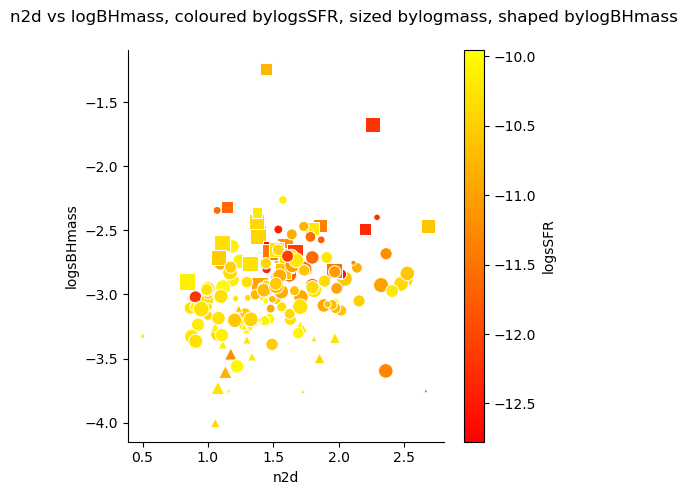 n2d vs logBHmass, coloured bylogsSFR, sized bylogmass, shaped bylogBHmass
−1.5
−2.0
−2.5
−3.0
−3.5
−4.0
logsBHmass
0.5 1.0 1.5 2.0 2.5
n2d
−10.0
−10.5
−11.0
−11.5
−12.0
−12.5
logsSFR